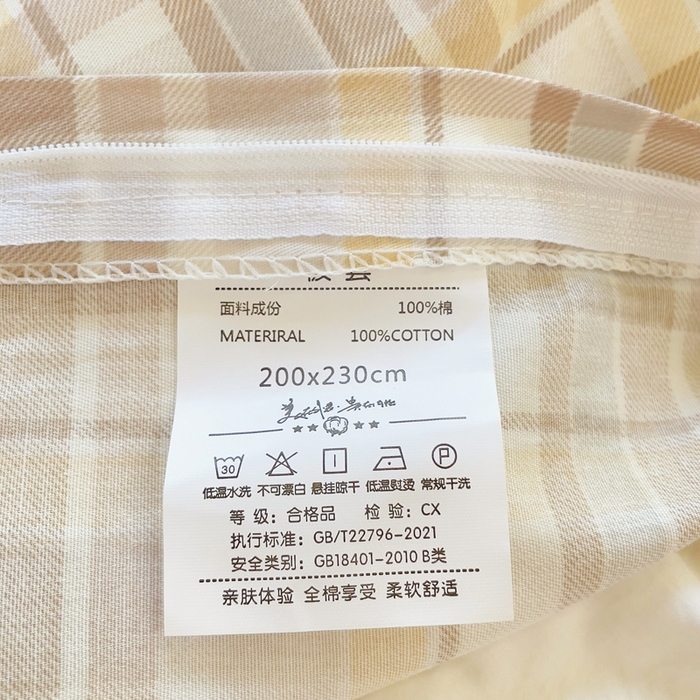 面料成份 100%棉
MATERIRAL 100%COTTON
200x230cm
30 P
低温水洗 不可漂白 悬挂晾干 低温熨烫 常规干洗
等 级：合格品 检 验：CX
执行标准：GB/T22796-2021
安全类别：GB18401-2010 B类
亲肤体验 全棉享受 柔软舒适